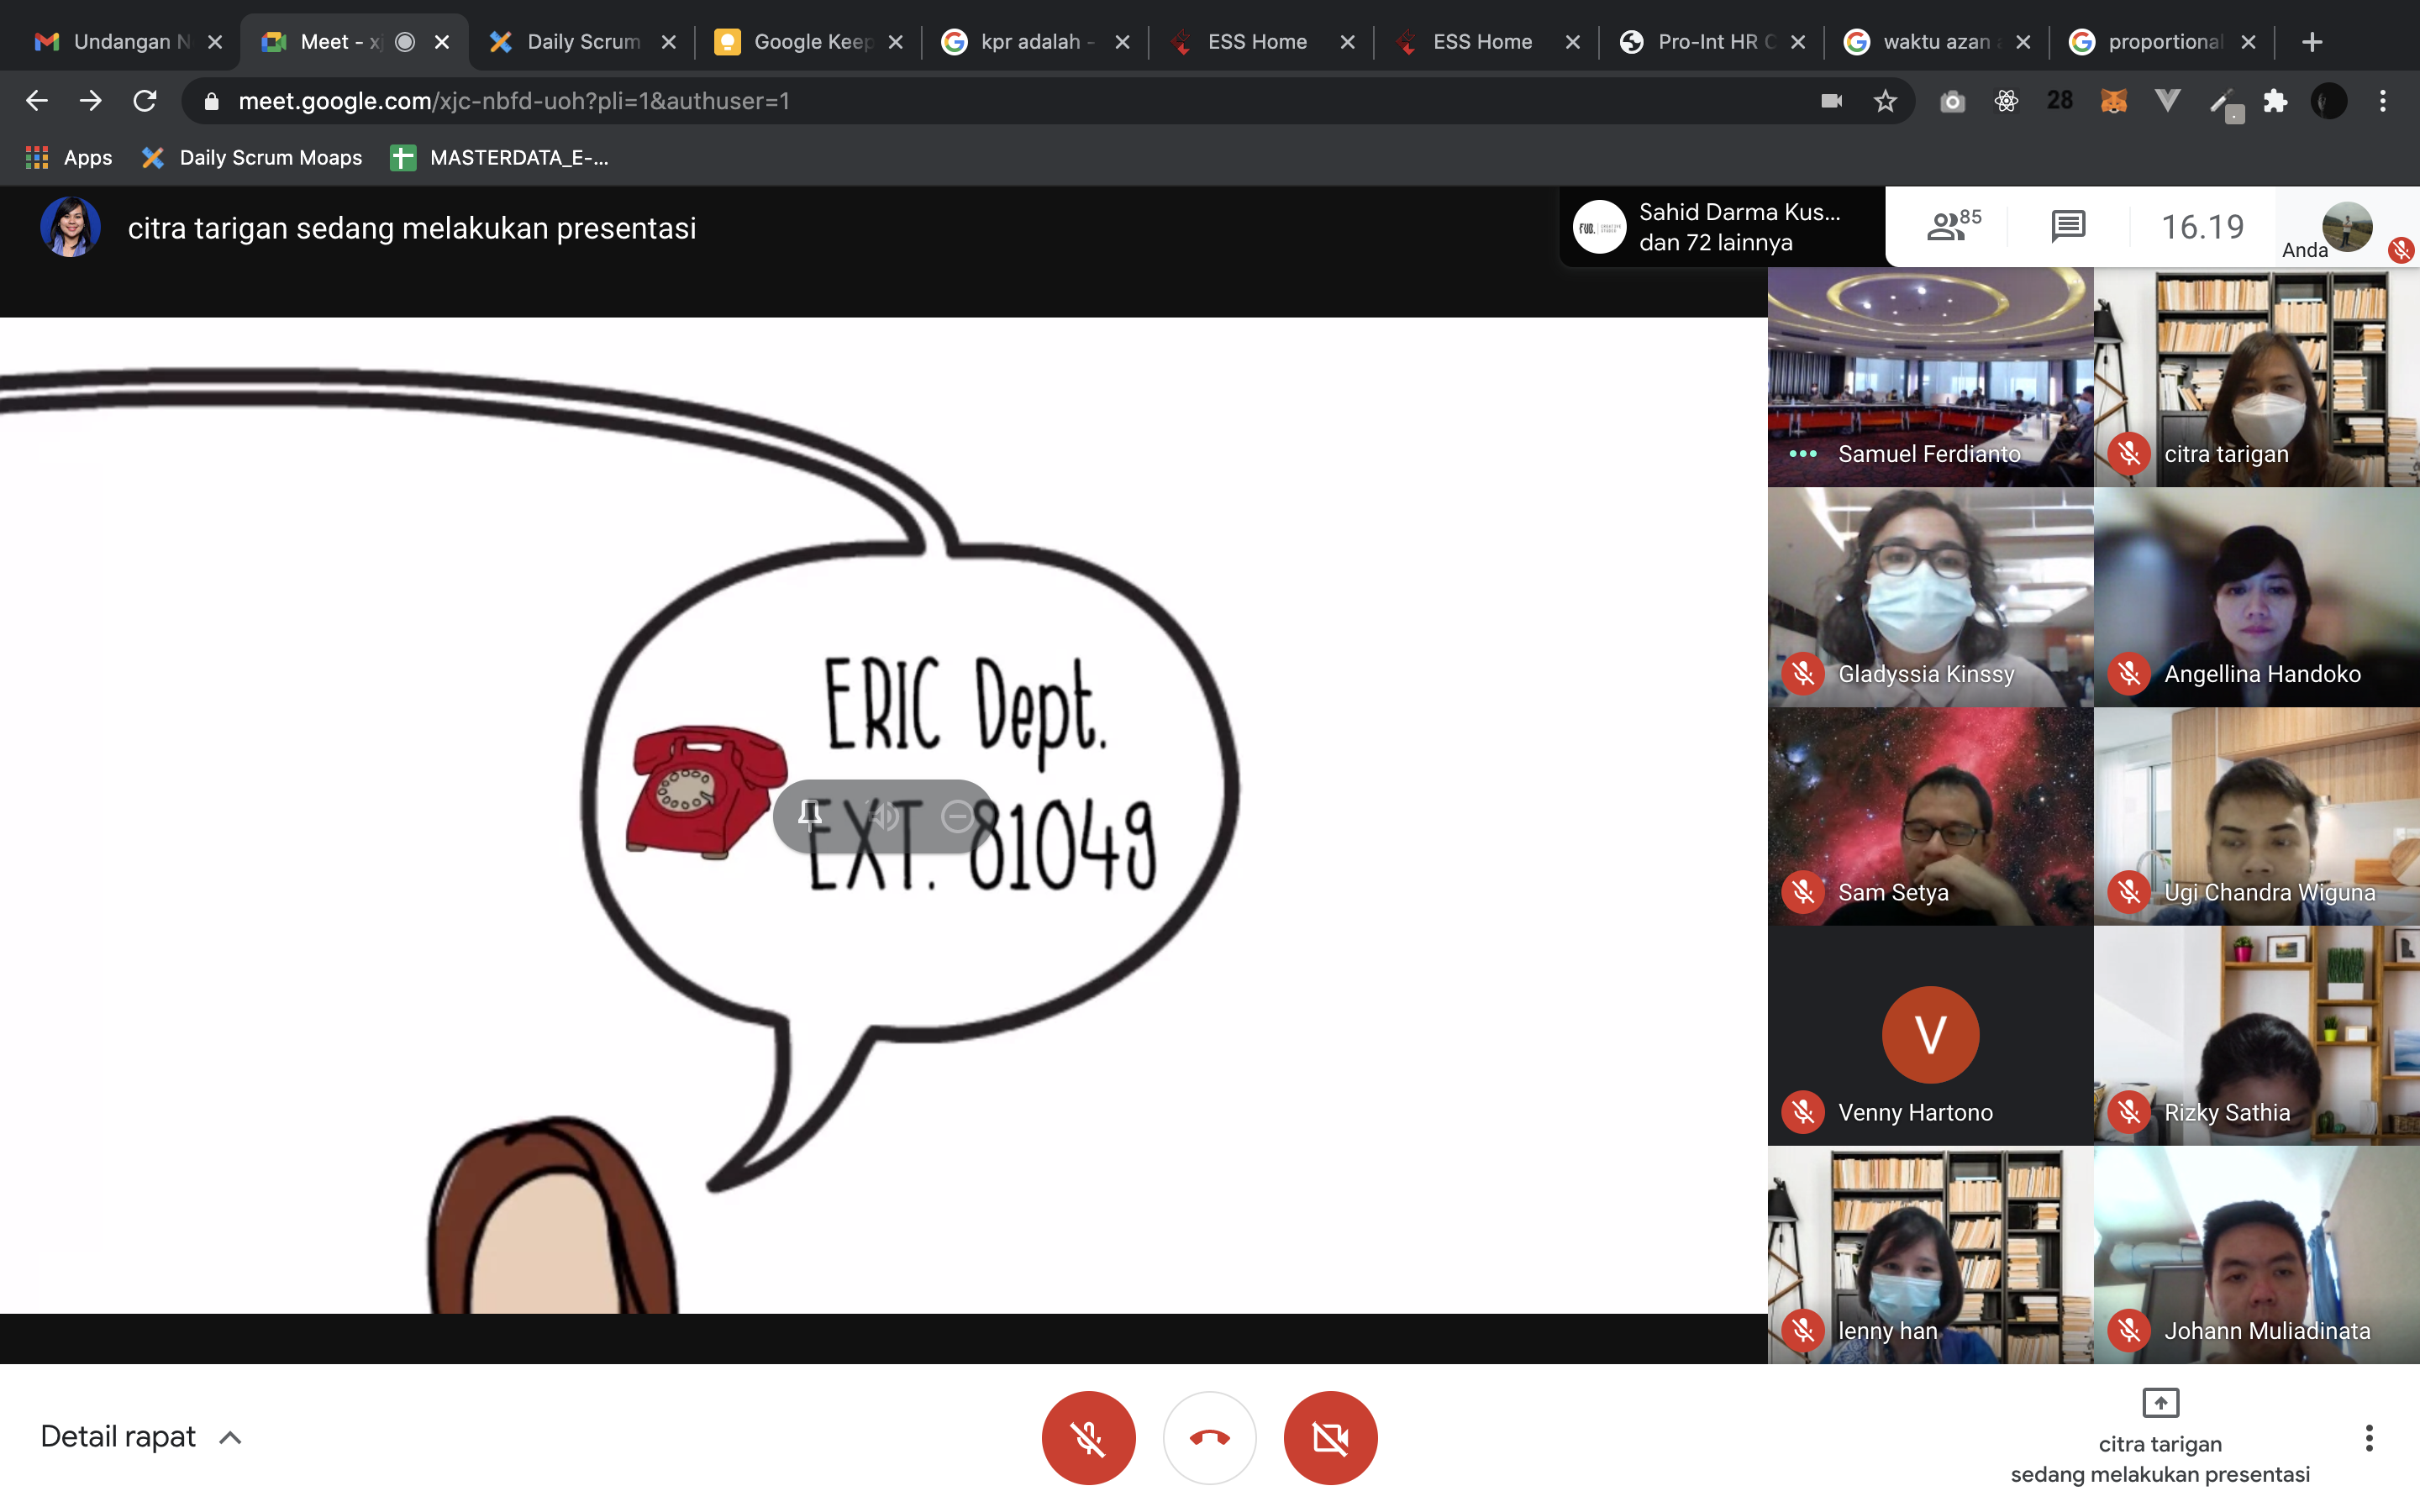 Undangan N
Meet - xj
Daily Scrum
Google Keep
kpr adalah -
ESS Home
ESS Home
Pro-Int HR C
waktu azan a
proportional
meet.google.com/xjc-nbfd-uoh?pli=1&authuser=1
28
Apps
Daily Scrum Moaps
MASTERDATA_E-...
citra tarigan sedang melakukan presentasi
FUB.
Sahid Darma Kus...
dan 72 lainnya
85
16.19
Anda
ERIC Dept.
EXT. 81049
Samuel Ferdianto
citra tarigan
Gladyssia Kinssy
Angellina Handoko
Sam Setya
Ugi Chandra Wiguna
V
Venny Hartono
Rizky Sathia
lenny han
Johann Muliadinata
Detail rapat
citra tarigan
sedang melakukan presentasi